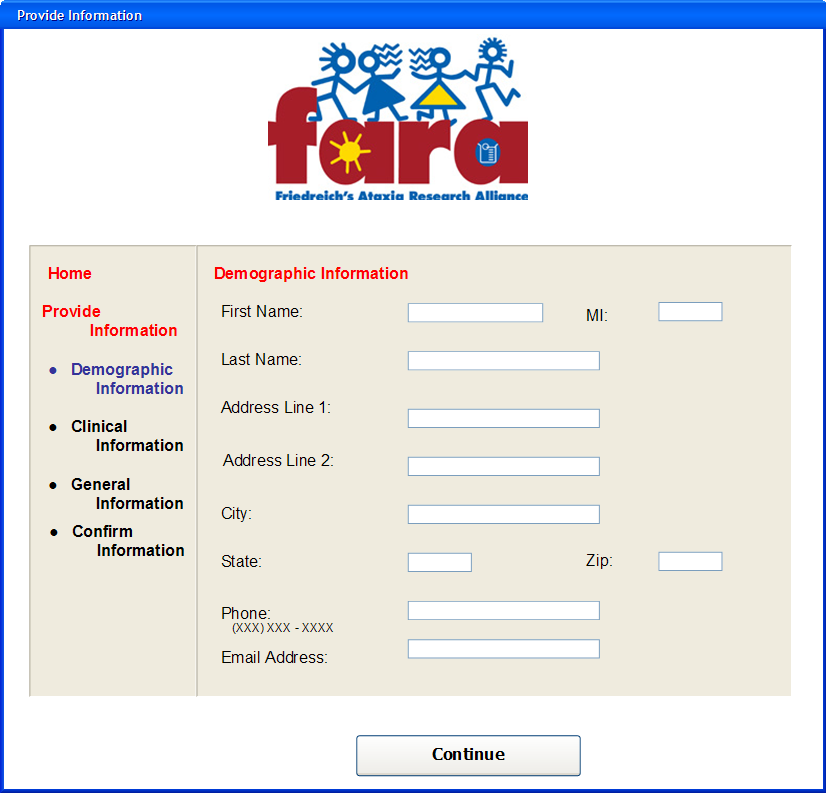 Provide Information
fara
Friedreich's Ataxia Research Alliance
Home
Provide
Information
• Demographic
Information
• Clinical
Information
• General
Information
• Confirm
Information
Demographic Information
First Name:
MI:
Last Name:
Address Line 1:
Address Line 2:
City:
State:
Zip:
Phone:
(XXX) XXX - XXXX
Email Address:
Continue